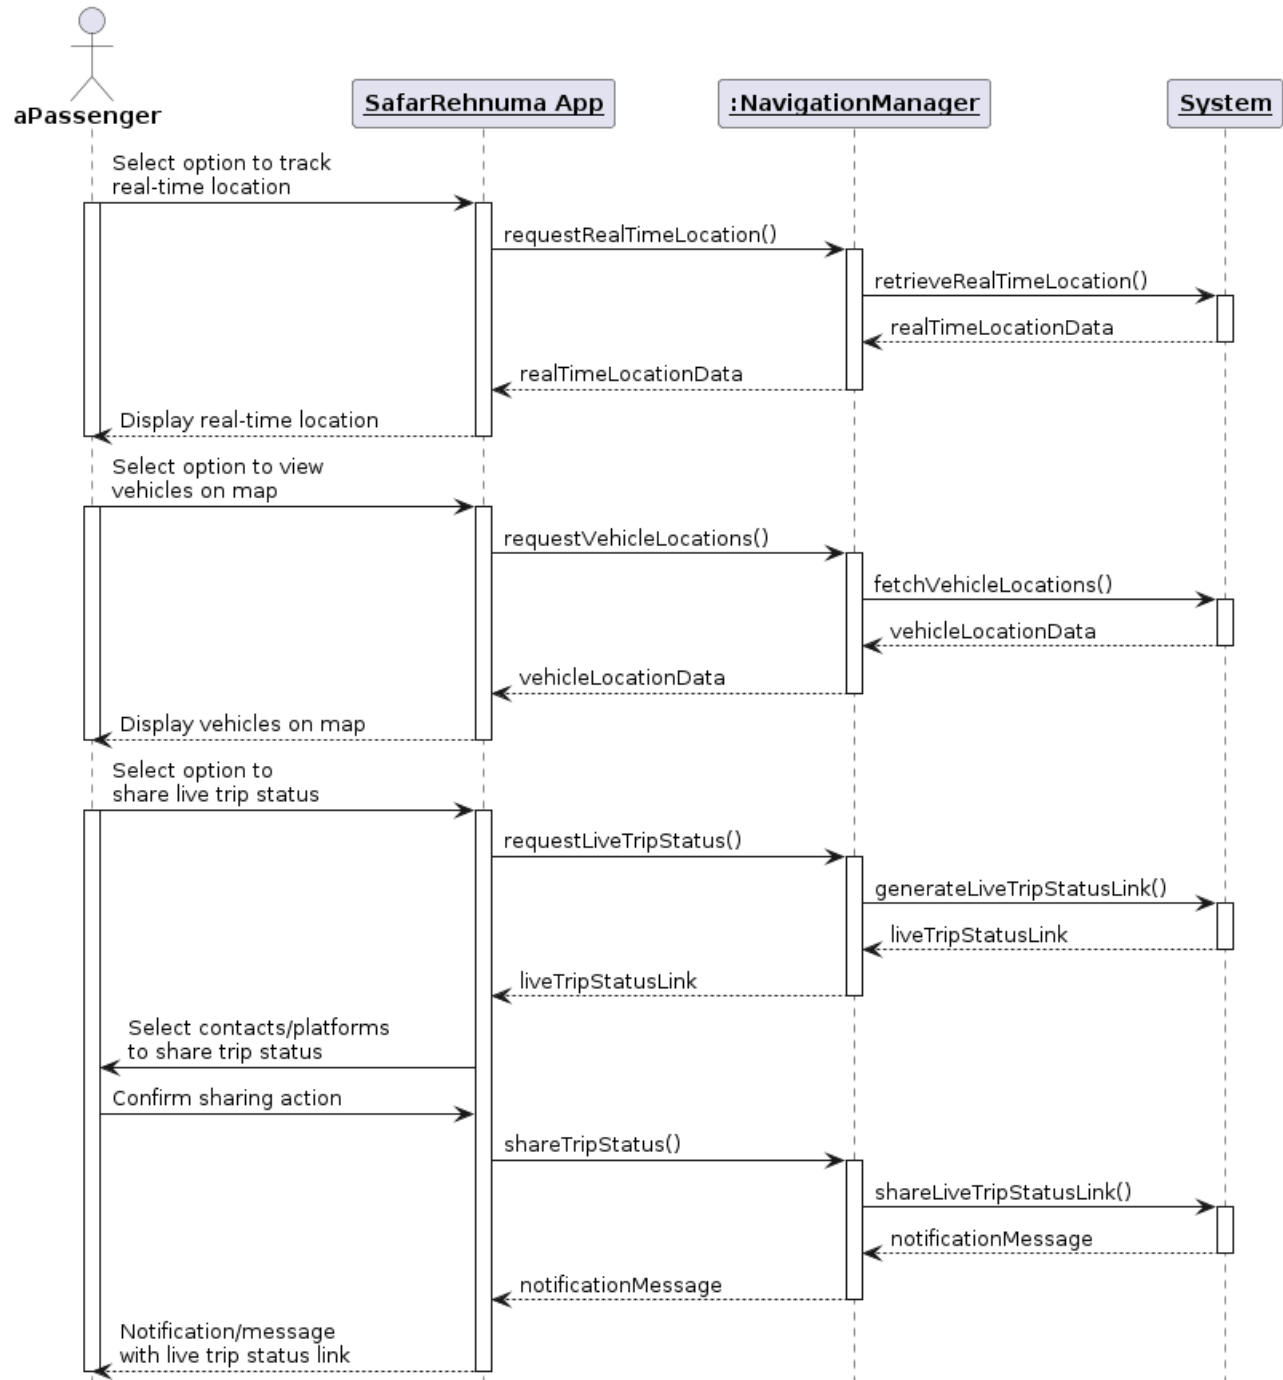 aPassenger
SafarRehnuma App
:NavigationManager
System
Select option to track
real-time location
requestRealTimeLocation()
retrieveRealTimeLocation()
realTimeLocationData
realTimeLocationData
Display real-time location
Select option to view
vehicles on map
requestVehicleLocations()
fetchVehicleLocations()
vehicleLocationData
vehicleLocationData
Display vehicles on map
Select option to
share live trip status
requestLiveTripStatus()
generateLiveTripStatusLink()
liveTripStatusLink
liveTripStatusLink
Select contacts/platforms
to share trip status
Confirm sharing action
shareTripStatus()
shareLiveTripStatusLink()
notificationMessage
notificationMessage
Notification/message
with live trip status link